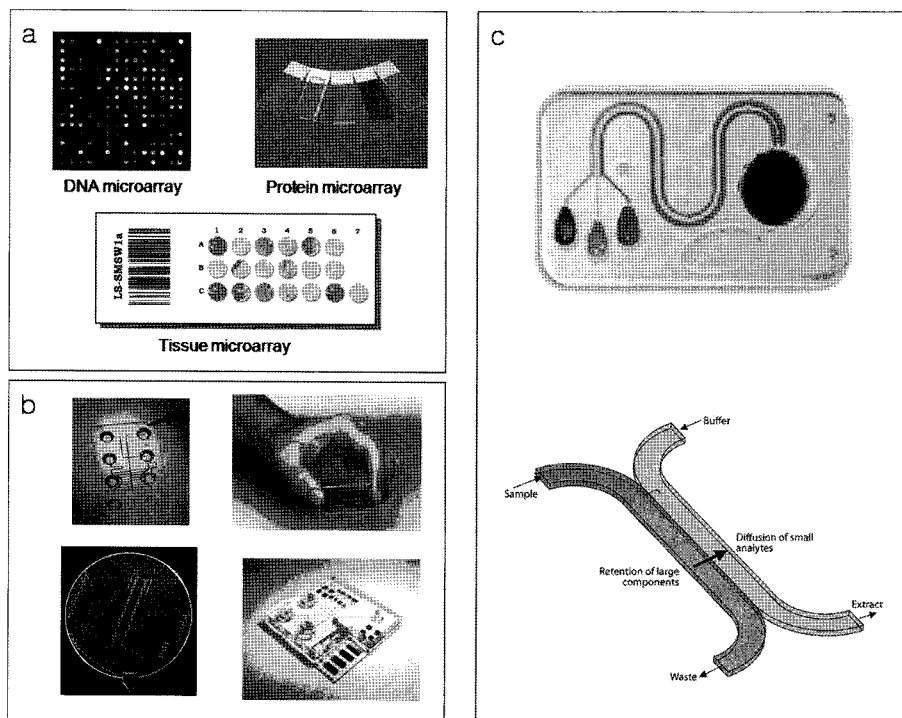 a
DNA microarray
Protein microarray
LS-SMSW1a
1 2 3 4 5 6 7
A
B
C
Tissue microarray
b
c
Buffer
Sample
Diffusion of small
analytes
Retention of large
components
Extract
Waste